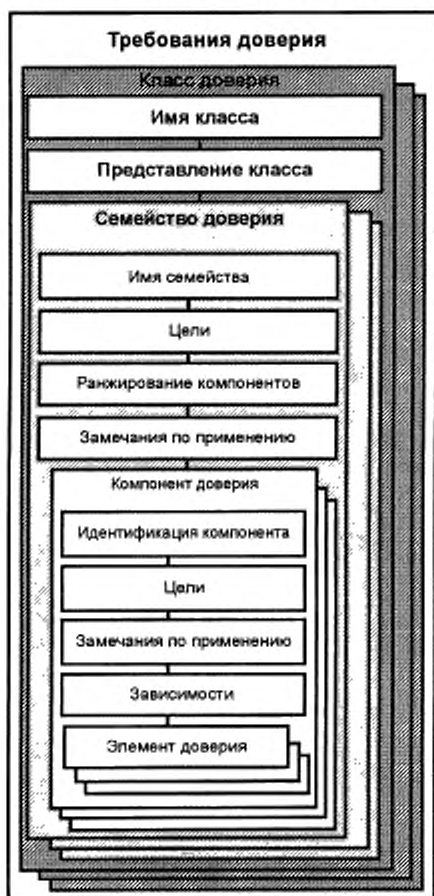 Требования доверия
Класс доверия
Имя класса
Представление класса
Семейство доверия
Имя семейства
Цели
Ранжирование компонентов
Замечания по применению
Компонент доверия
Идентификация компонента
Цели
Замечания по применению
Зависимости
Элемент доверия